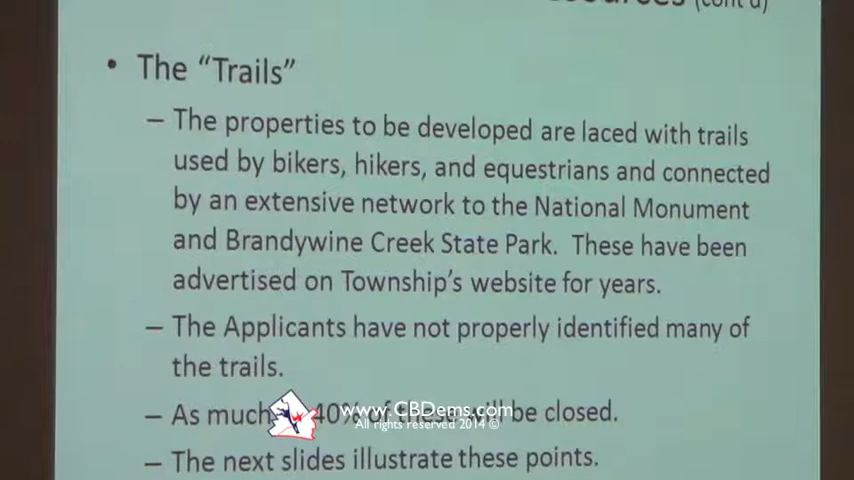 (cont'd)
• The “Trails”
– The properties to be developed are laced with trails
used by bikers, hikers, and equestrians and connected
by an extensive network to the National Monument
and Brandywine Creek State Park. These have been
advertised on Township’s website for years.
– The Applicants have not properly identified many of
the trails.
– As much 40% of these will be closed.
www.CBDems.com
All rights reserved 2014 ©
– The next slides illustrate these points.